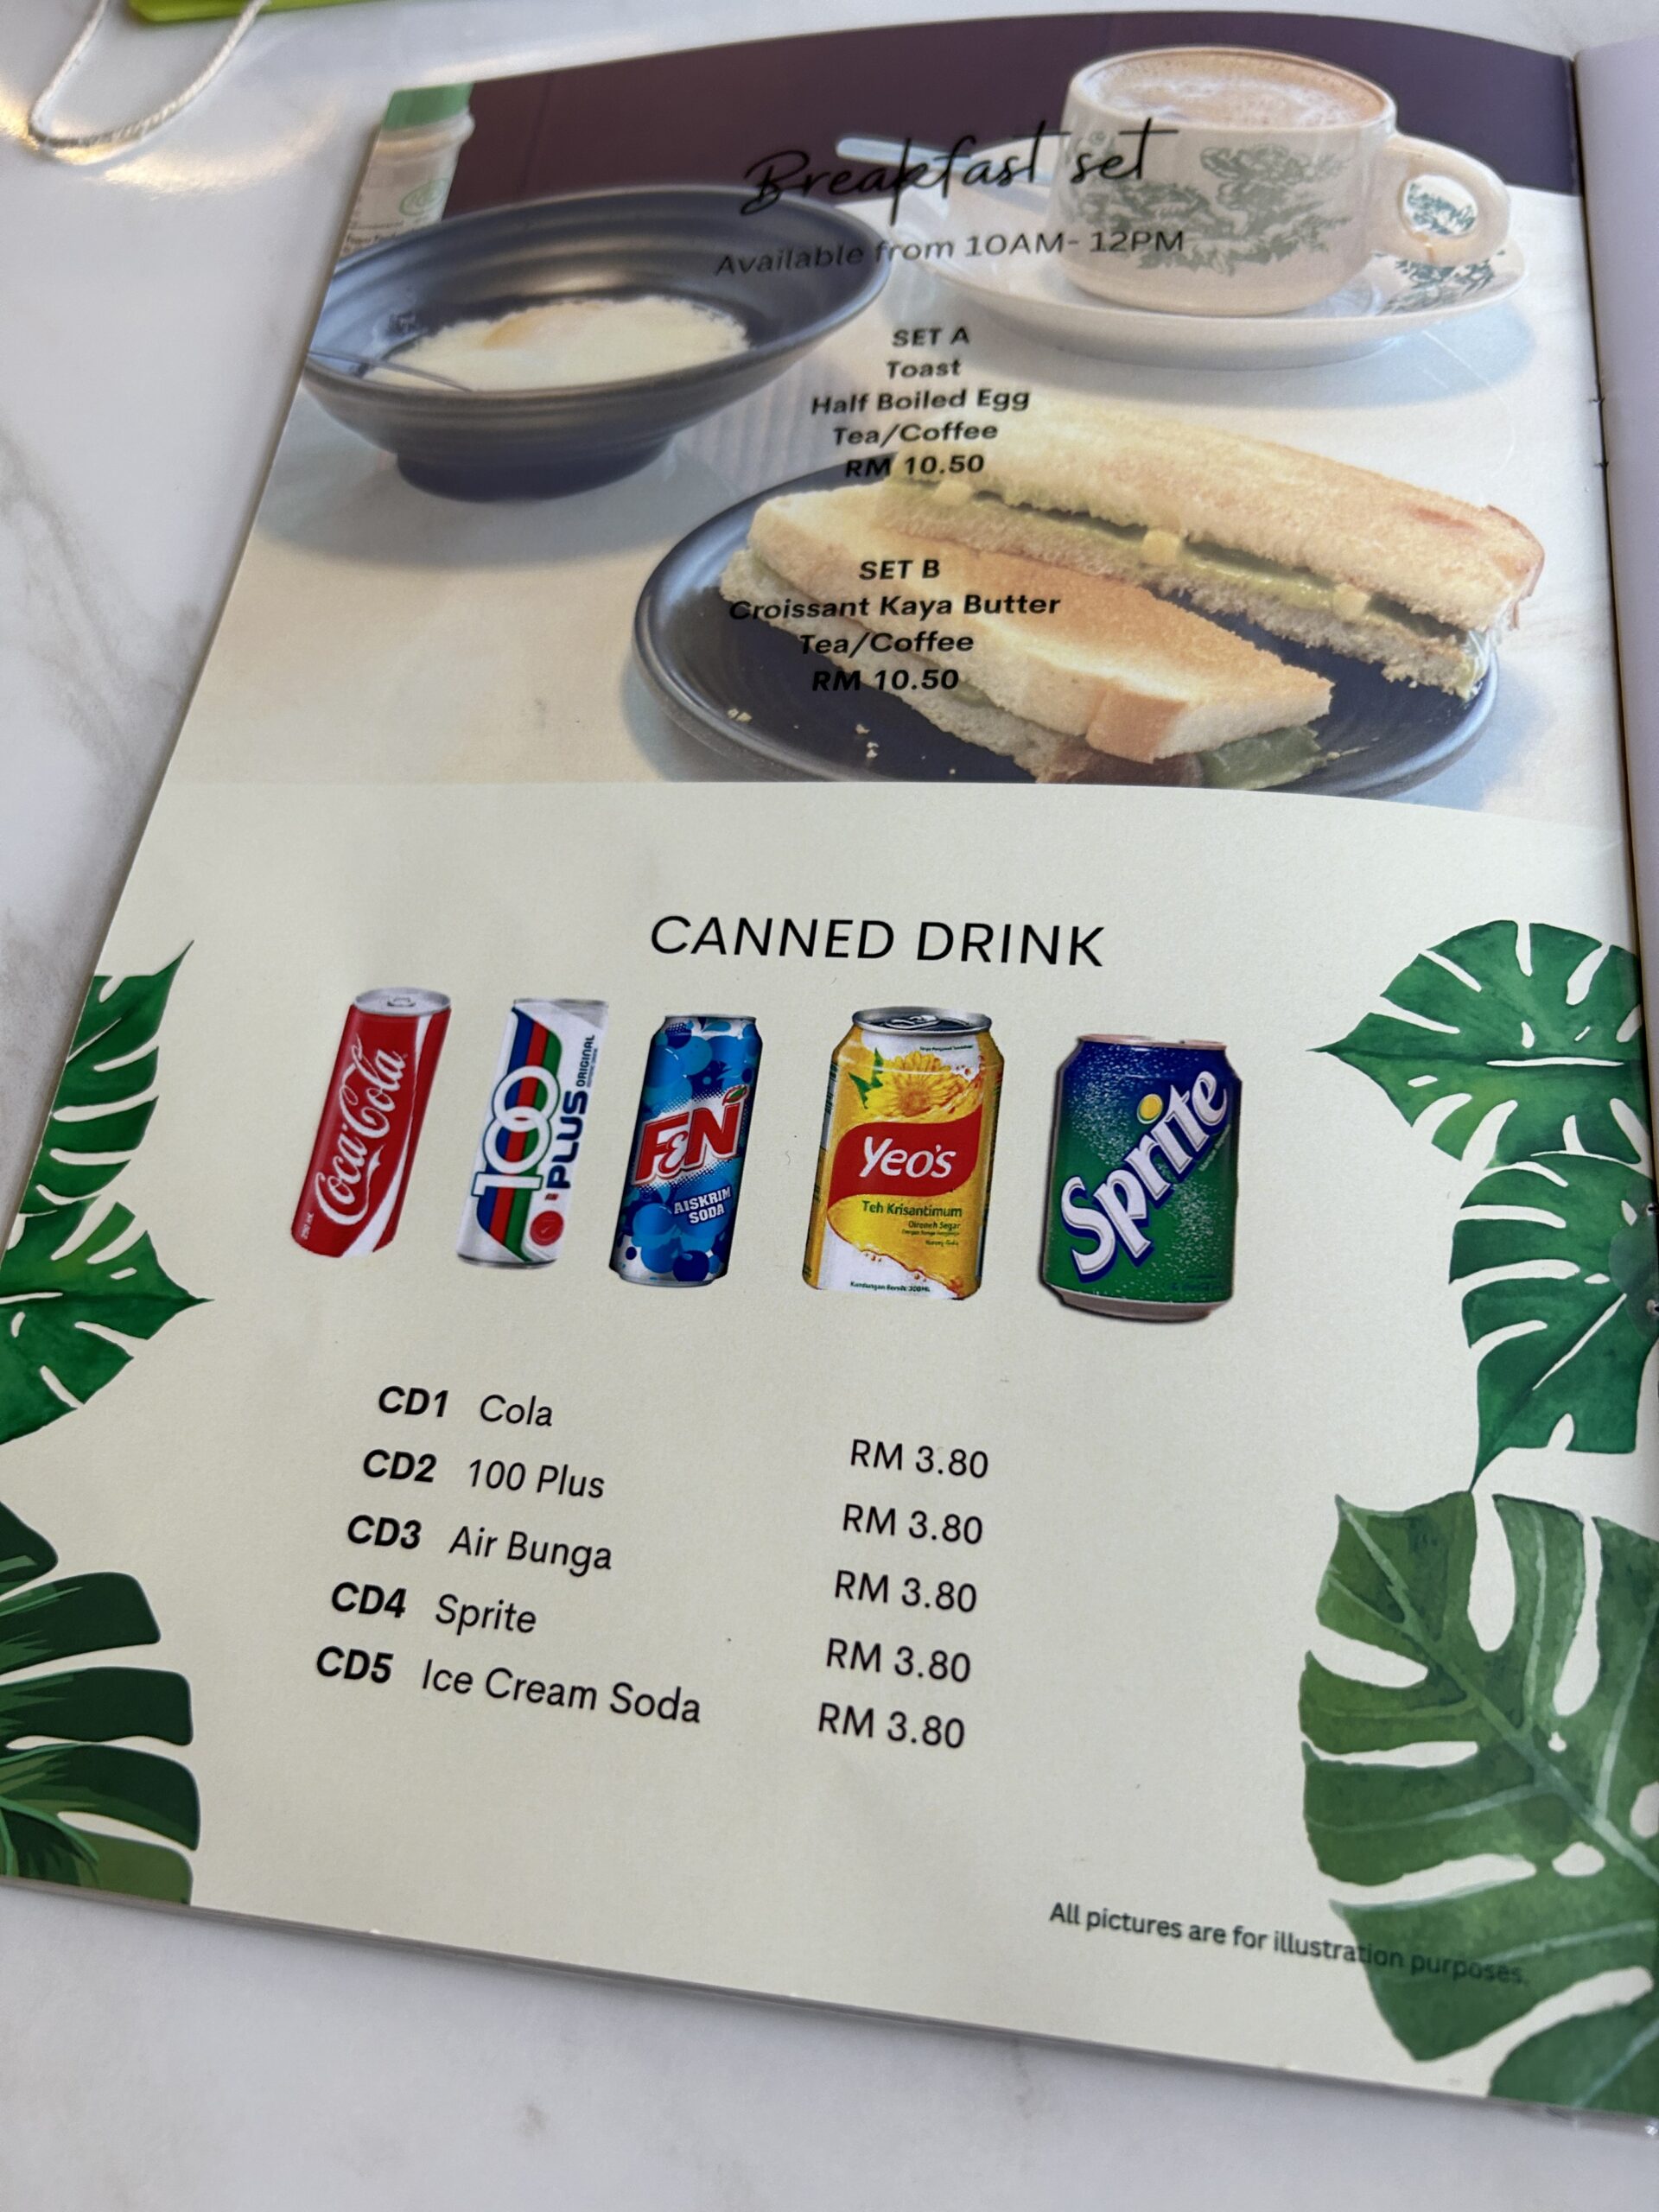 Breakfast set
Available from 10AM- 12PM
SET A
Toast
Half Boiled Egg
Tea/Coffee
RM 10.50
SET B
Croissant Kaya Butter
Tea/Coffee
RM 10.50
CANNED DRINK
Coca-Cola
100 PLUS ORIGINAL
F&N
AISKRIM
SODA
Yeo's
Teh Krisantimum
Sprite
CD1 Cola RM 3.80
CD2 100 Plus RM 3.80
CD3 Air Bunga RM 3.80
CD4 Sprite RM 3.80
CD5 Ice Cream Soda RM 3.80
All pictures are for illustration purposes.